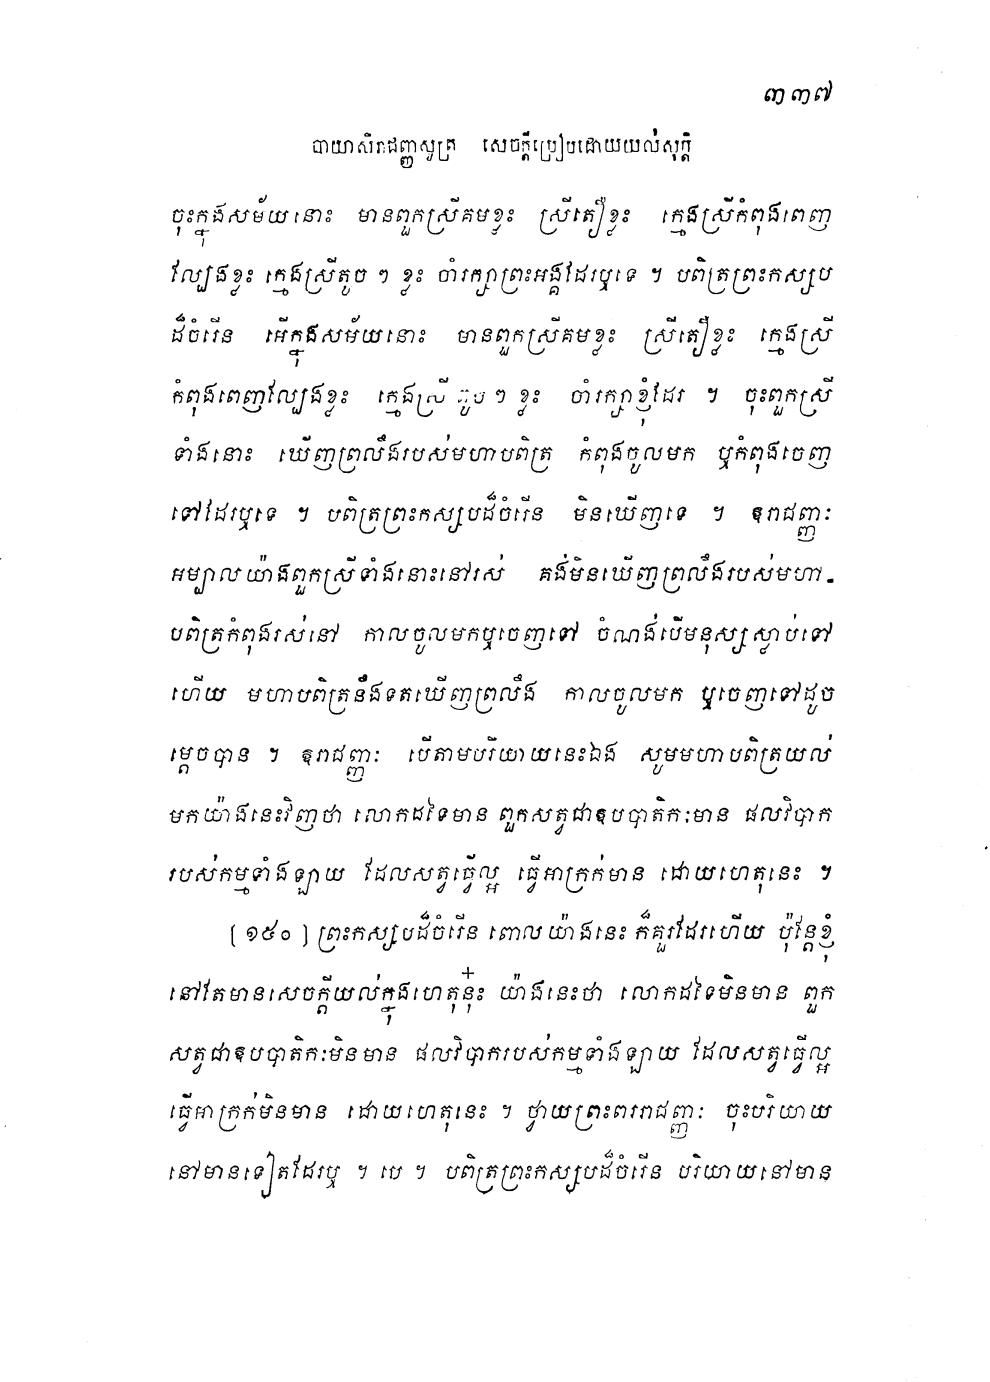 ៣៣៧
បាយាសិរាជញ្ញសូត្រ សេចក្តីប្រៀបដោយយល់សុក្តិ
ចុះក្នុងសម័យនោះ មានពួកស្រីគមខ្លះ ស្រីតឿខ្លះ ក្មេងស្រីកំពុងពេញ
ល្បែងខ្លះ ក្មេងស្រីតូច ៗ ខ្លះ ចាំរក្សាព្រះអង្គដែរឬទេ ។ បពិត្រព្រះកស្សប
ដ៏ចំរើន អើក្នុងសម័យនោះ មានពួកស្រីគមខ្លះ ស្រីតឿខ្លះ ក្មេងស្រី
កំពុងពេញល្បែងខ្លះ ក្មេងស្រីតូច ៗ ខ្លះ ចាំរក្សាខ្ញុំដែរ ។ ចុះពួកស្រី
ទាំងនោះ ឃើញព្រលឹងរបស់មហាបពិត្រ កំពុងចូលមក ឬកំពុងចេញ
ទៅដែរឬទេ ។ បពិត្រព្រះកស្សបដ៏ចំរើន មិនឃើញទេ ។ នុរាជញ្ញៈ
អម្បាលយ៉ាងពួកស្រីទាំងនោះនៅរស់ គង់មិនឃើញព្រលឹងរបស់មហា-
បពិត្រកំពុងរស់នៅ កាលចូលមកឬចេញទៅ ចំណង់បើមនុស្សស្លាប់ទៅ
ហើយ មហាបពិត្រនឹងទតឃើញព្រលឹង កាលចូលមក ឬចេញទៅដូច
ម្តេចបាន ។ នុរាជញ្ញៈ បើតាមបរិយាយនេះឯង សូមមហាបពិត្រយល់
មកយ៉ាងនេះវិញថា លោកដទៃមាន ពួកសត្វជាឧបបាតិកៈមាន ផលវិបាក
របស់កម្មទាំងឡាយ ដែលសត្វធ្វើល្អ ធ្វើអាក្រក់មាន ដោយហេតុនេះ ។
[ ១៥០ ] ព្រះកស្សបដ៏ចំរើន ពោលយ៉ាងនេះ ក៏គួរដែរហើយ ប៉ុន្តែខ្ញុំ
នៅតែមានសេចក្តីយល់ក្នុងហេតុនុ៎ះ យ៉ាងនេះថា លោកដទៃមិនមាន ពួក
សត្វជាឧបបាតិកៈមិនមាន ផលវិបាករបស់កម្មទាំងឡាយ ដែលសត្វធ្វើល្អ
ធ្វើអាក្រក់មិនមាន ដោយហេតុនេះ ។ ថ្វាយព្រះពររាជញ្ញៈ ចុះបរិយាយ
នៅមានទៀតដែរឬ ។ បេ ។ បពិត្រព្រះកស្សបដ៏ចំរើន បរិយាយនៅមាន